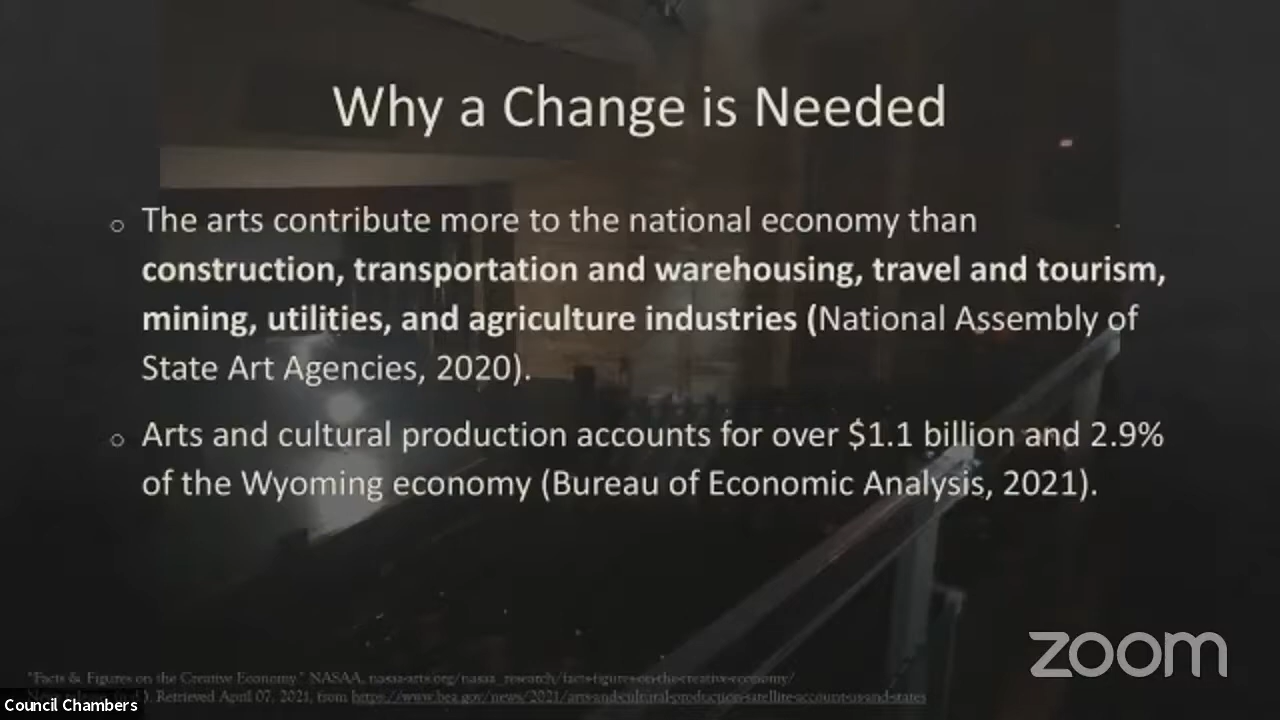 Why a Change is Needed
The arts contribute more to the national economy than
construction, transportation and warehousing, travel and tourism,
mining, utilities, and agriculture industries (National Assembly of
State Art Agencies, 2020).
Arts and cultural production accounts for over $1.1 billion and 2.9%
of the Wyoming economy (Bureau of Economic Analysis, 2021).
zoom
"Facts & Figures on the Creative Economy." NASAA, nasaa-arts.org/nasaa_research/facts-figures-on-the-creative-economy/
Retrieved April 07, 2021, from https://www.bea.gov/news/2021/arts-and-cultural-production-satellite-account-us-and-states
Council Chambers